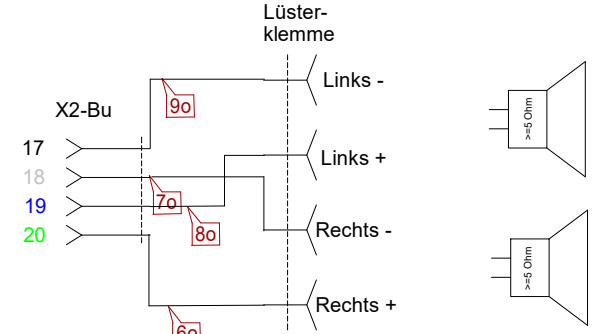 Lüster-
klemme
Links -
9o
X2-Bu
>=5 Ohm
17
Links +
18
7o
19
8o
20
Rechts -
>=5 Ohm
Rechts +
6o